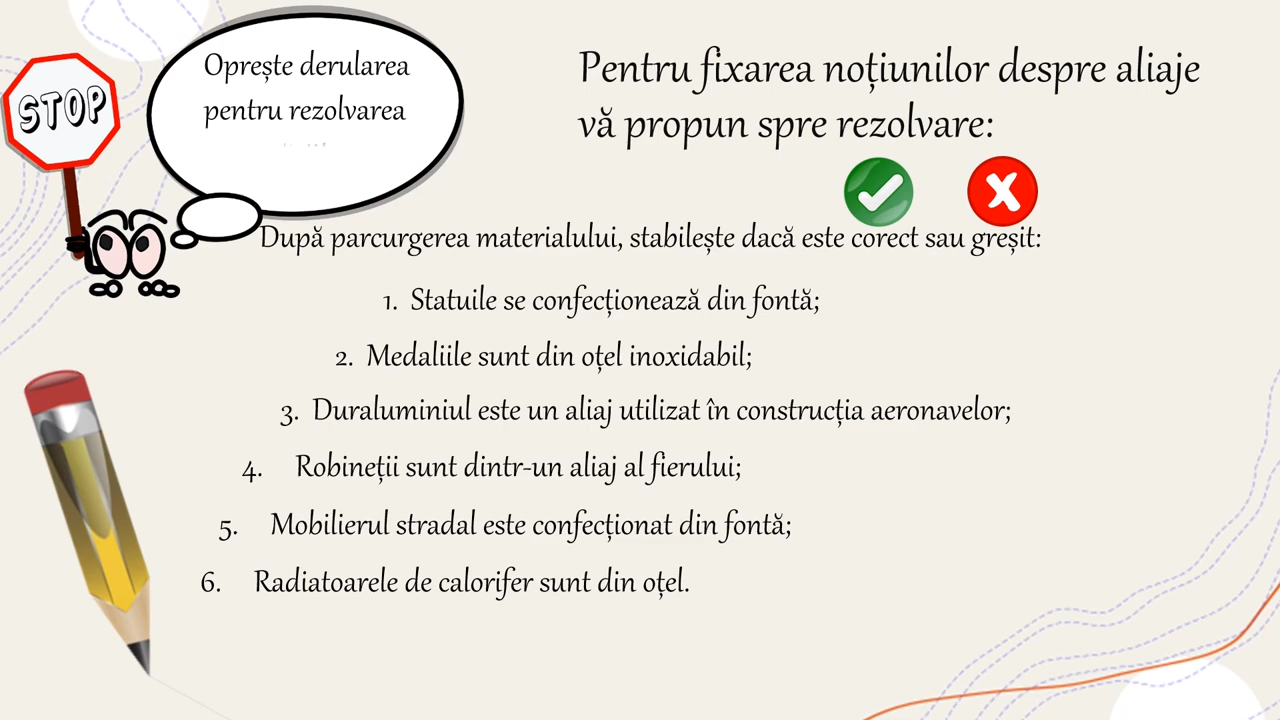 STOP
Oprește derularea
pentru rezolvarea
Pentru fixarea noțiunilor despre aliaje
vă propun spre rezolvare:
După parcurgerea materialului, stabilește dacă este corect sau greșit:
1. Statuile se confecționează din fontă;
2. Medaliile sunt din oțel inoxidabil;
3. Duraluminiul este un aliaj utilizat în construcția aeronavelor;
4. Robineții sunt dintr-un aliaj al fierului;
5. Mobilierul stradal este confecționat din fontă;
6. Radiatoarele de calorifer sunt din oțel.